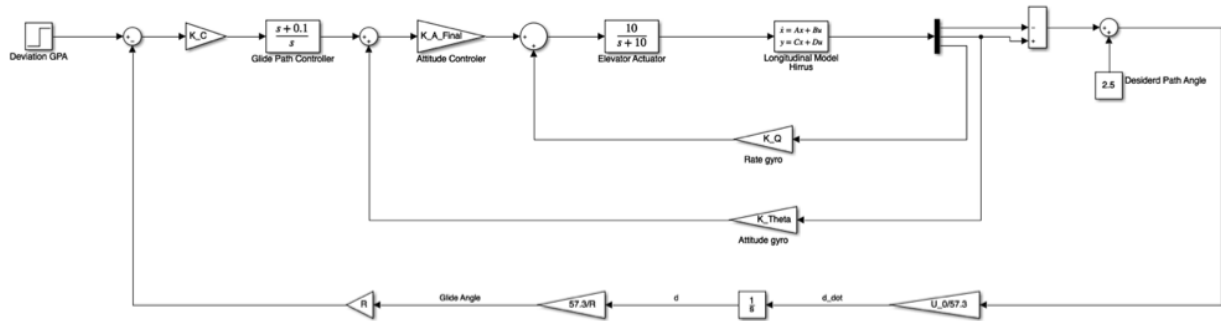 Deviation GPA
K_C
s + 0.1
s
Glide Path Controller
K_A_Final
Attitude Controler
10
s + 10
Elevator Actuator
ẋ = Ax + Bu
y = Cx + Du
Longitudinal Model
Hirrus
2.5
Desiderd Path Angle
K_Q
Rate gyro
K_Theta
Attitude gyro
R
Glide Angle
57.3/R
d
1
s
d_dot
U_0/57.3